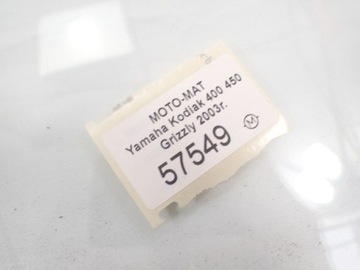 MOTO-MAT
Yamaha Kodiak 400 450
Grizzly 2003r.
57549
M